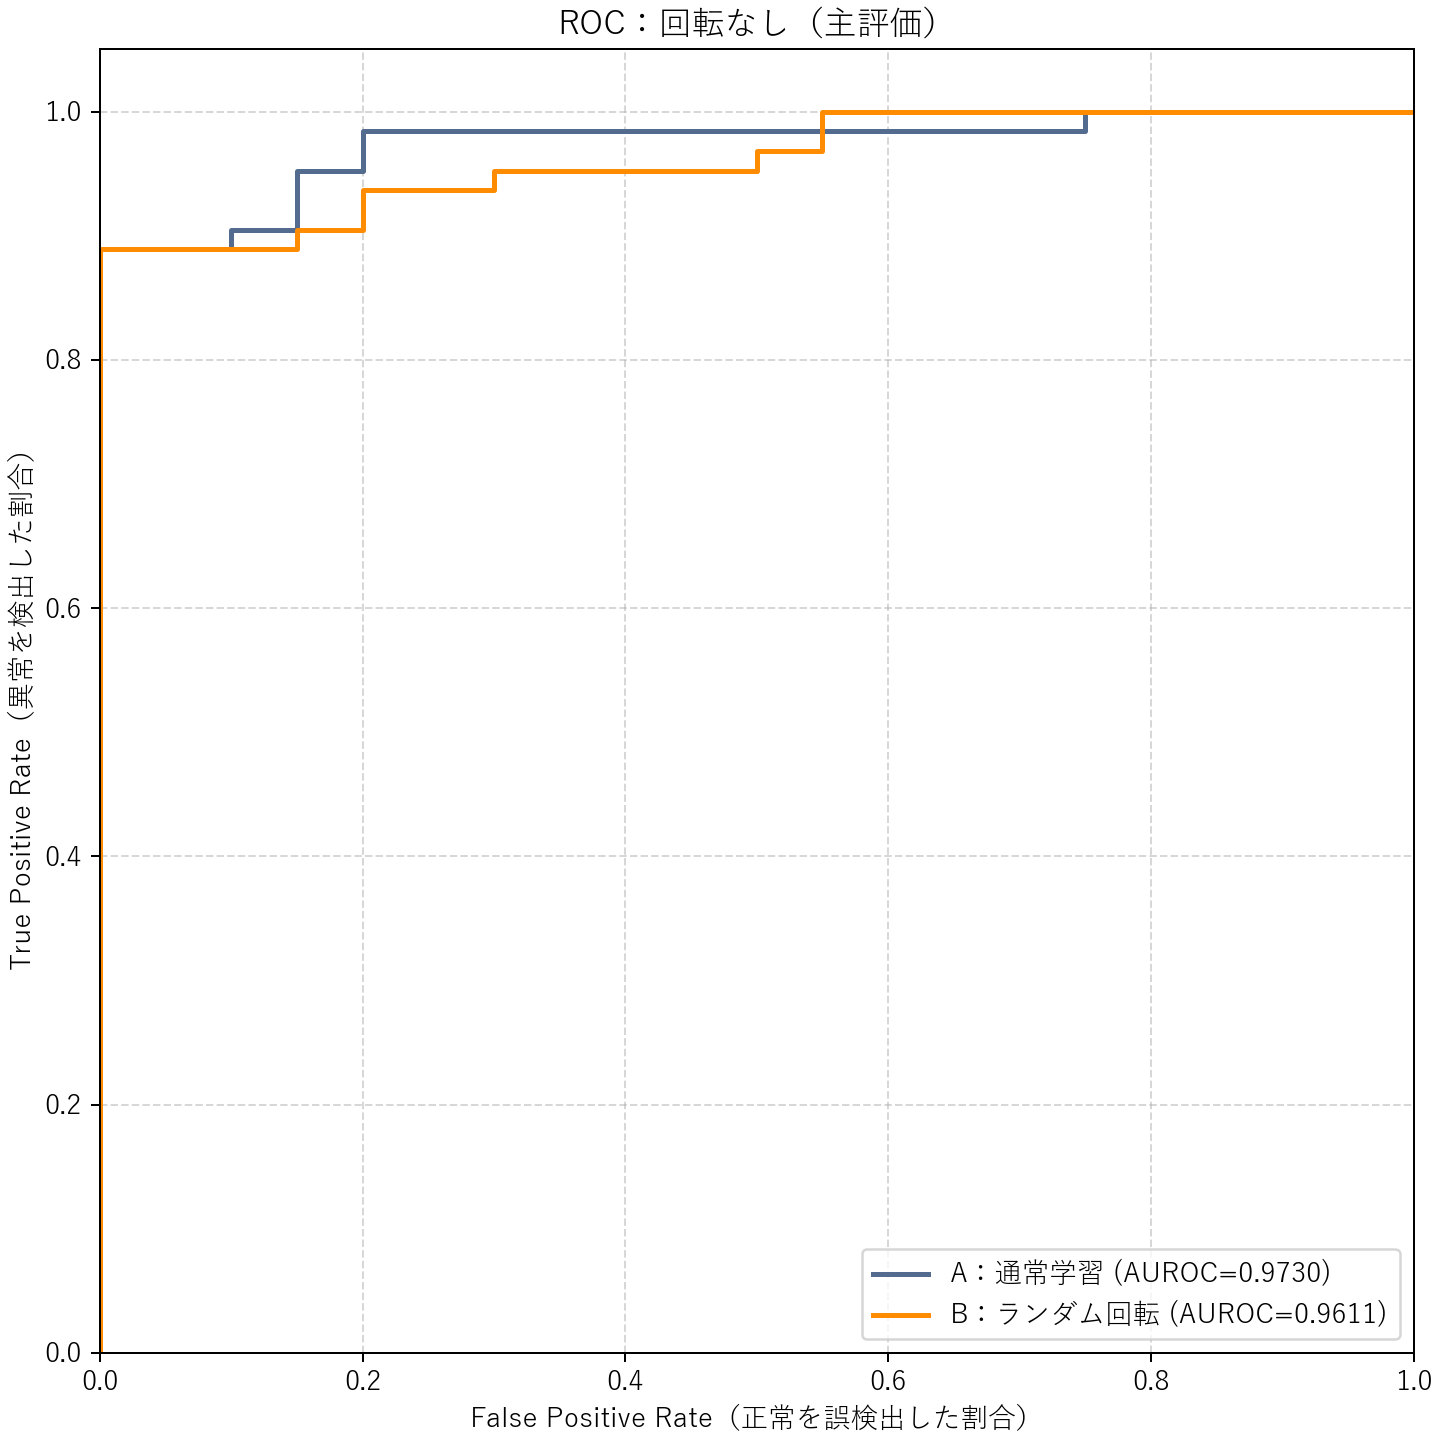 ROC：回転なし（主評価）
1.0
0.8
0.6
0.4
0.2
0.0
True Positive Rate（異常を検出した割合）
0.0 0.2 0.4 0.6 0.8 1.0
False Positive Rate（正常を誤検出した割合）
A：通常学習 (AUROC=0.9730)
B：ランダム回転 (AUROC=0.9611)